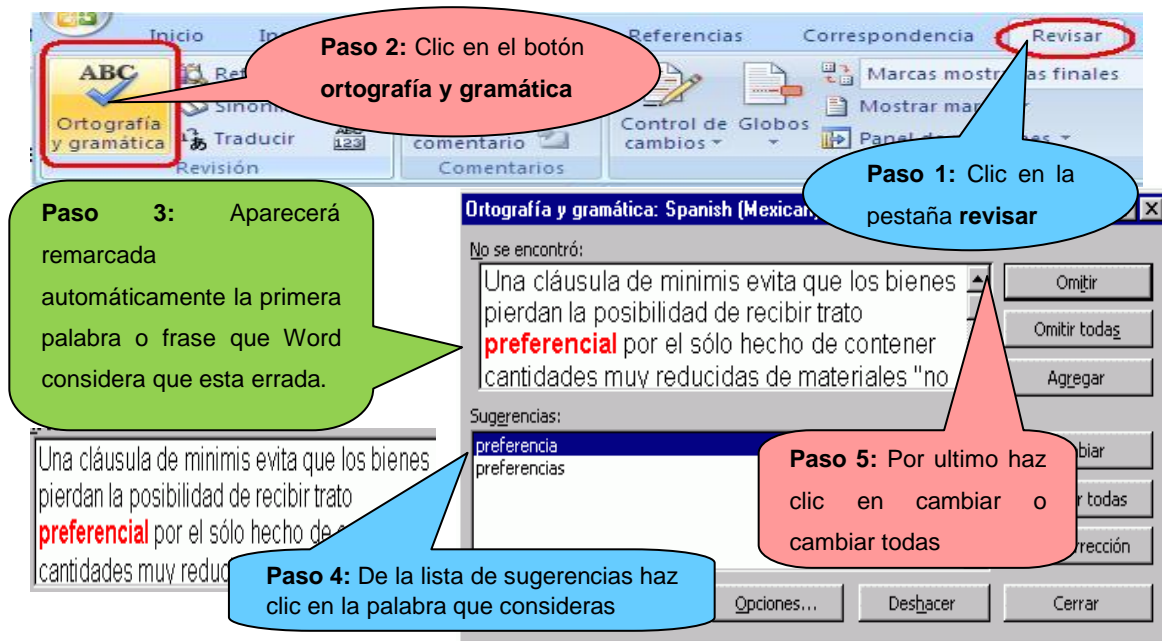 Inicio
Referencias
Correspondencia
Revisar
Paso 2: Clic en el botón
ortografía y gramática
ABC
Ortografía
y gramática
Traducir
ABC
123
Revisión
comentario
Comentarios
Control de
cambios
Globos
Marcas mostradas finales
Mostrar
Panel de
Paso 1: Clic en la
pestaña revisar
Paso 3: Aparecerá
remarcada
automáticamente la primera
palabra o frase que Word
considera que esta errada.
Ortografía y gramática: Spanish (Mexican)
No se encontró:
Una cláusula de minimis evita que los bienes
pierdan la posibilidad de recibir trato
preferencial por el sólo hecho de contener
cantidades muy reducidas de materiales "no
Omitir
Omitir todas
Agregar
Sugerencias:
preferencia
preferencias
Paso 5: Por ultimo haz
clic en cambiar o
cambiar todas
todas
Una cláusula de minimis evita que los bienes
pierdan la posibilidad de recibir trato
preferencial por el sólo hecho de
cantidades muy
Paso 4: De la lista de sugerencias haz
clic en la palabra que consideras
Opciones...
Deshacer
Cerrar